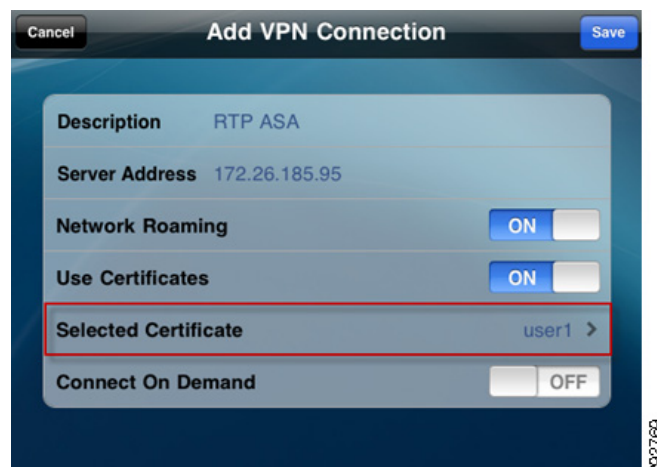 Cancel Add VPN Connection Save
Description RTP ASA
Server Address 172.26.185.95
Network Roaming ON
Use Certificates ON
Selected Certificate user1 >
Connect On Demand OFF